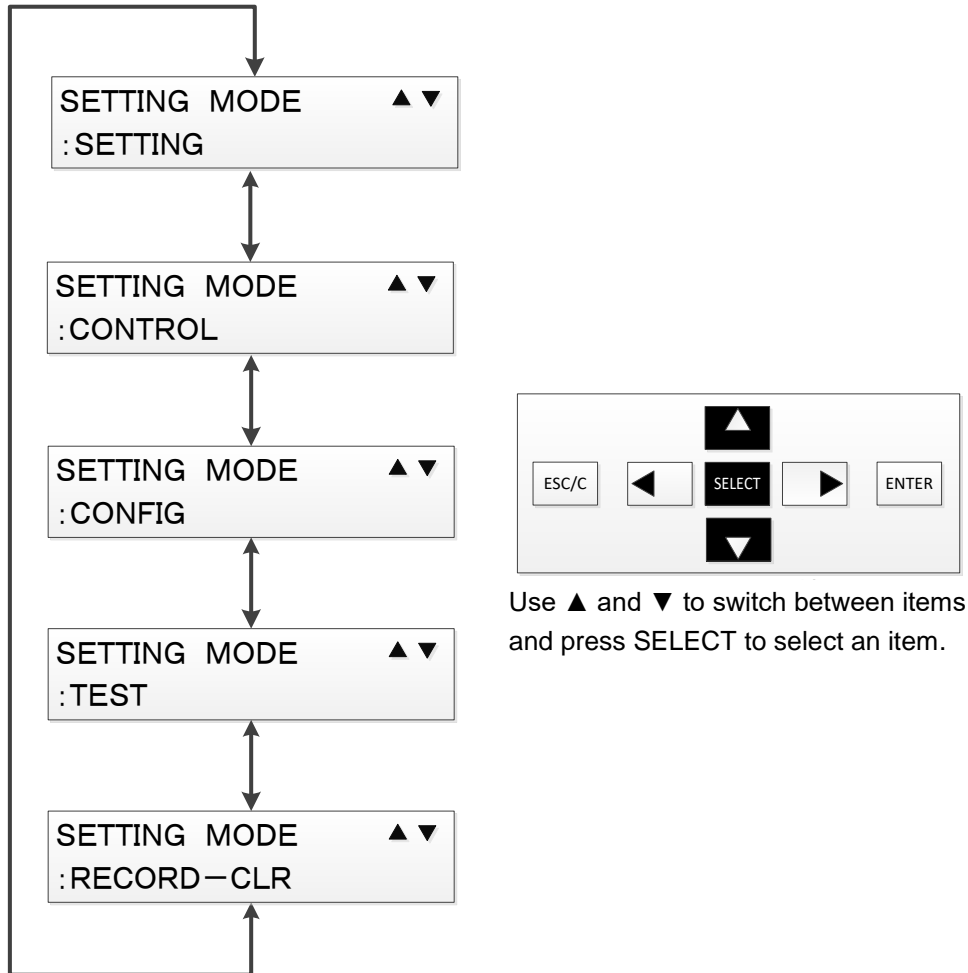 SETTING MODE ▲ ▼
:SETTING
SETTING MODE ▲ ▼
:CONTROL
SETTING MODE ▲ ▼
:CONFIG
SETTING MODE ▲ ▼
:TEST
SETTING MODE ▲ ▼
:RECORD－CLR
ESC/C ◀ SELECT ▶ ENTER
Use ▲ and ▼ to switch between items
and press SELECT to select an item.